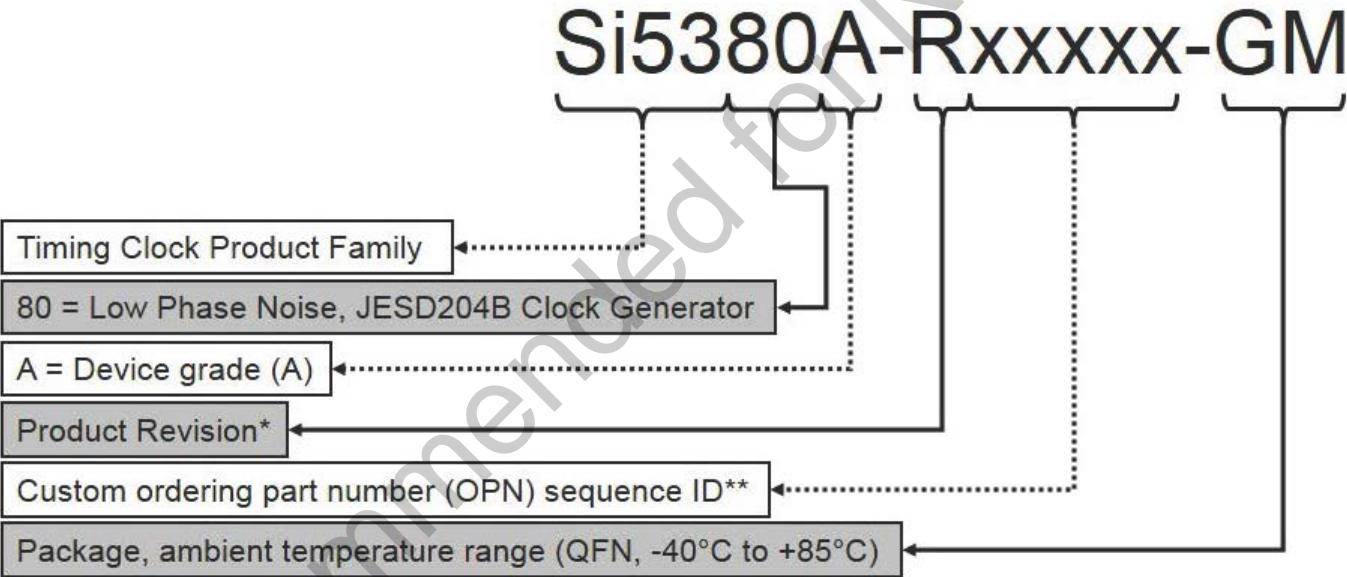 Si5380A-Rxxxxx-GM
Timing Clock Product Family
80 = Low Phase Noise, JESD204B Clock Generator
A = Device grade (A)
Product Revision*
Custom ordering part number (OPN) sequence ID**
Package, ambient temperature range (QFN, -40°C to +85°C)